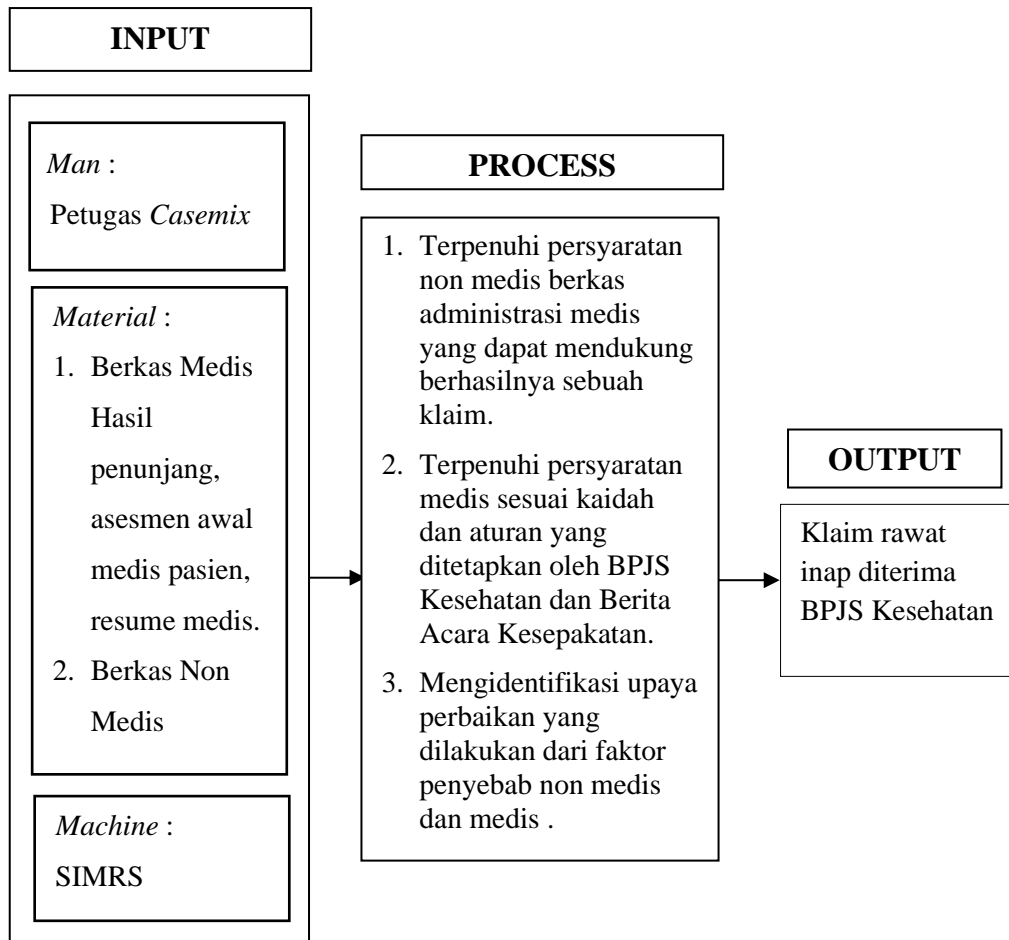 INPUT
Man :
Petugas Casemix
Material :
1. Berkas Medis
Hasil
penunjang,
asesmen awal
medis pasien,
resume medis.
2. Berkas Non
Medis
Machine :
SIMRS
PROCESS
1. Terpenuhi persyaratan
non medis berkas
administrasi medis
yang dapat mendukung
berhasilnya sebuah
klaim.
2. Terpenuhi persyaratan
medis sesuai kaidah
dan aturan yang
ditetapkan oleh BPJS
Kesehatan dan Berita
Acara Kesepakatan.
3. Mengidentifikasi upaya
perbaikan yang
dilakukan dari faktor
penyebab non medis
dan medis .
OUTPUT
Klaim rawat
inap diterima
BPJS Kesehatan